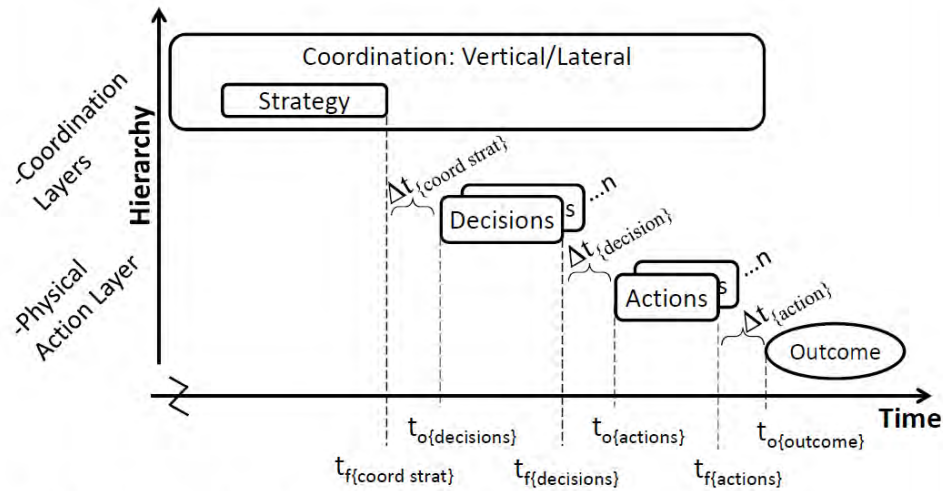 Coordination: Vertical/Lateral
Strategy
-Coordination
Layers
Hierarchy
Δt{coord strat}
Decisions
s
...n
Δt{decision}
-Physical
Action Layer
Actions
s
...n
Δt{action}
Outcome
Time
to{decisions}
to{actions}
to{outcome}
tf{coord strat}
tf{decisions}
tf{actions}